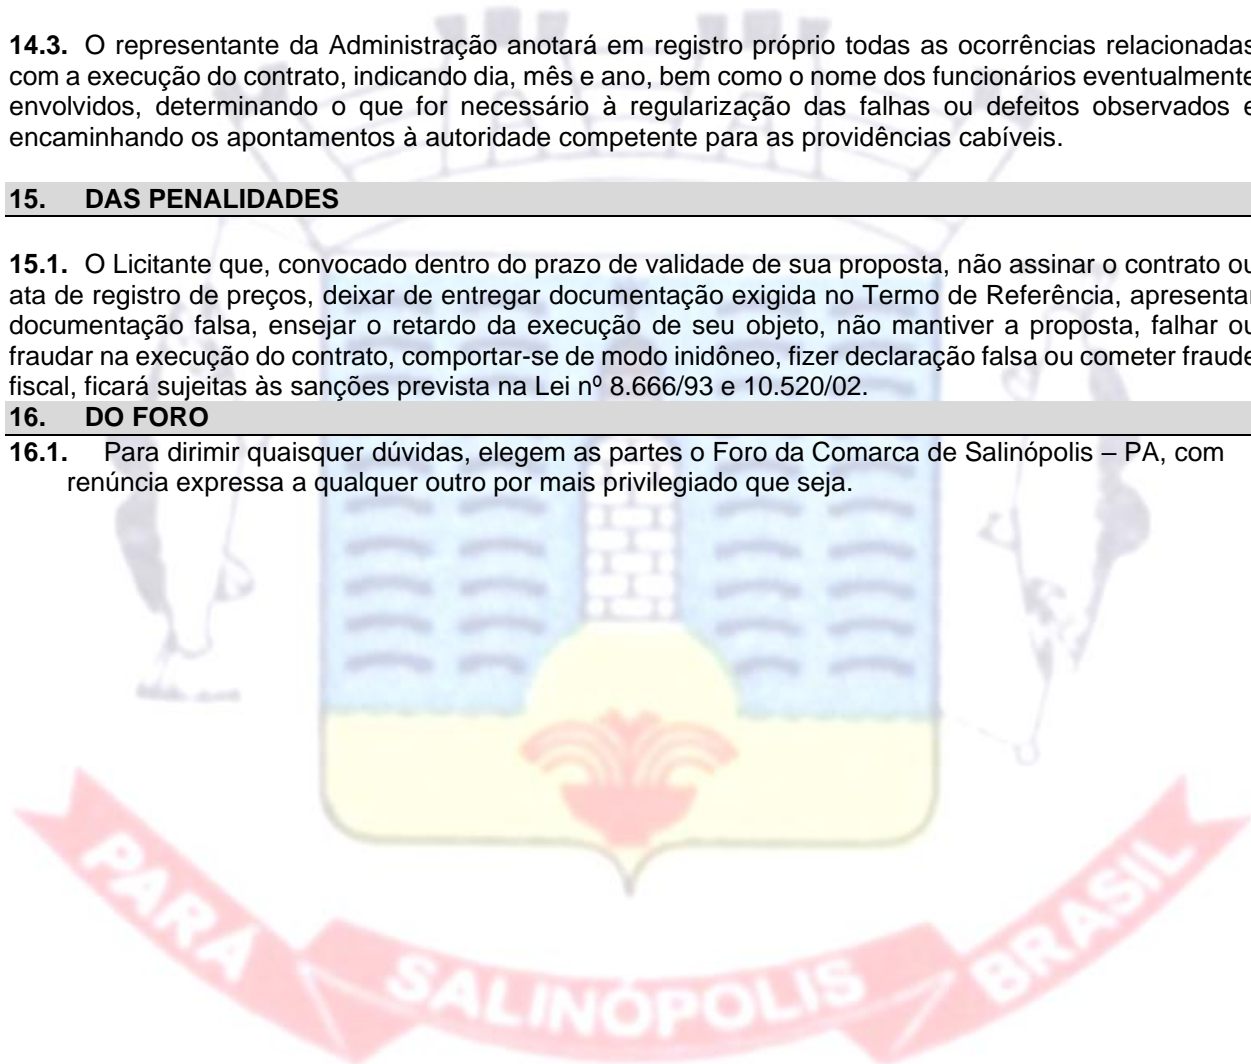 14.3. O representante da Administração anotará em registro próprio todas as ocorrências relacionadas
com a execução do contrato, indicando dia, mês e ano, bem como o nome dos funcionários eventualmente
envolvidos, determinando o que for necessário à regularização das falhas ou defeitos observados e
encaminhando os apontamentos à autoridade competente para as providências cabíveis.
15. DAS PENALIDADES
15.1. O Licitante que, convocado dentro do prazo de validade de sua proposta, não assinar o contrato ou
ata de registro de preços, deixar de entregar documentação exigida no Termo de Referência, apresentar
documentação falsa, ensejar o retardo da execução de seu objeto, não mantiver a proposta, falhar ou
fraudar na execução do contrato, comportar-se de modo inidôneo, fizer declaração falsa ou cometer fraude
fiscal, ficará sujeitas às sanções prevista na Lei nº 8.666/93 e 10.520/02.
16. DO FORO
16.1. Para dirimir quaisquer dúvidas, elegem as partes o Foro da Comarca de Salinópolis – PA, com
renúncia expressa a qualquer outro por mais privilegiado que seja.
PARÁ
SALINÓPOLIS
BRASIL